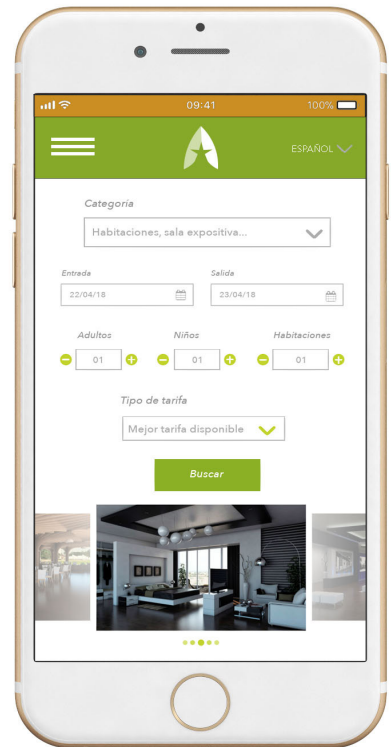 09:41 100%
ESPAÑOL
Categoría
Habitaciones, sala expositiva...
Entrada Salida
22/04/18 23/04/18
Adultos Niños Habitaciones
01 01 01
Tipo de tarifa
Mejor tarifa disponible
Buscar